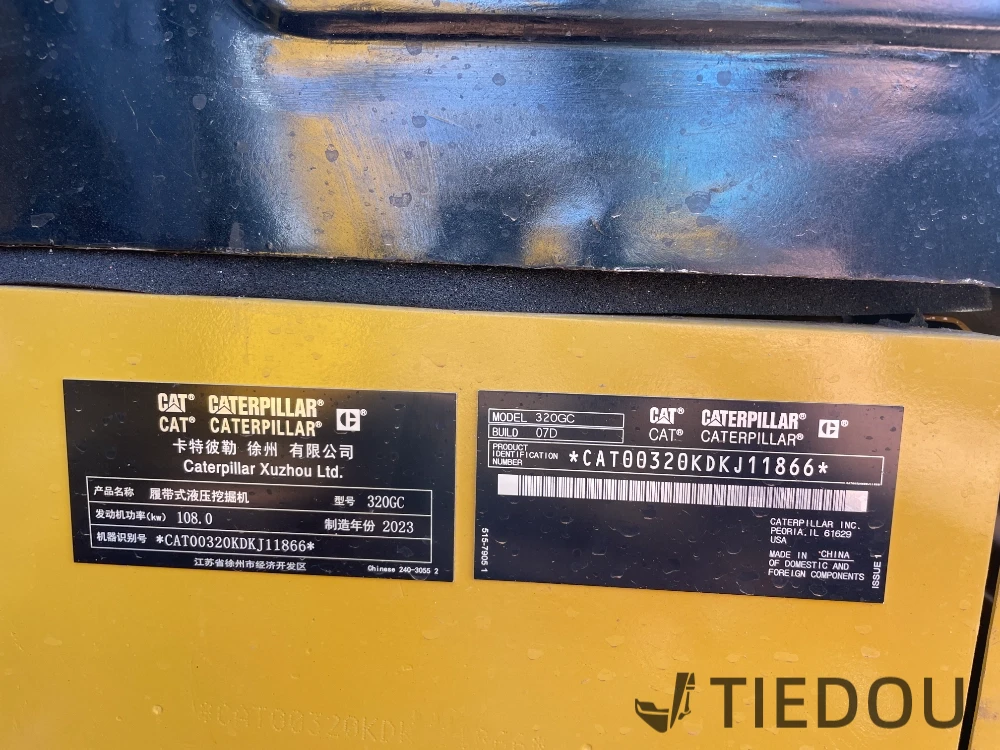 CAT® CATERPILLAR® ®
CAT® CATERPILLAR®
卡特彼勒 徐州 有限公司
Caterpillar Xuzhou Ltd.
产品名称 履带式液压挖掘机 型号 320GC
发动机功率(kw) 108.0 制造年份 2023
机器识别号 *CAT00320KDKJ11866*
江苏省徐州市经济开发区 Chinese 240-3055 2
MODEL 320GC
BUILD 07D
CAT® CATERPILLAR® ®
CAT® CATERPILLAR®
PRODUCT
IDENTIFICATION
NUMBER
*CAT00320KDKJ11866*
515-7905 1
CATERPILLAR INC.
PEORIA.IL 61629
USA
MADE IN CHINA
OF DOMESTIC AND
FOREIGN COMPONENTS
ISSUE 1
TIEDOU